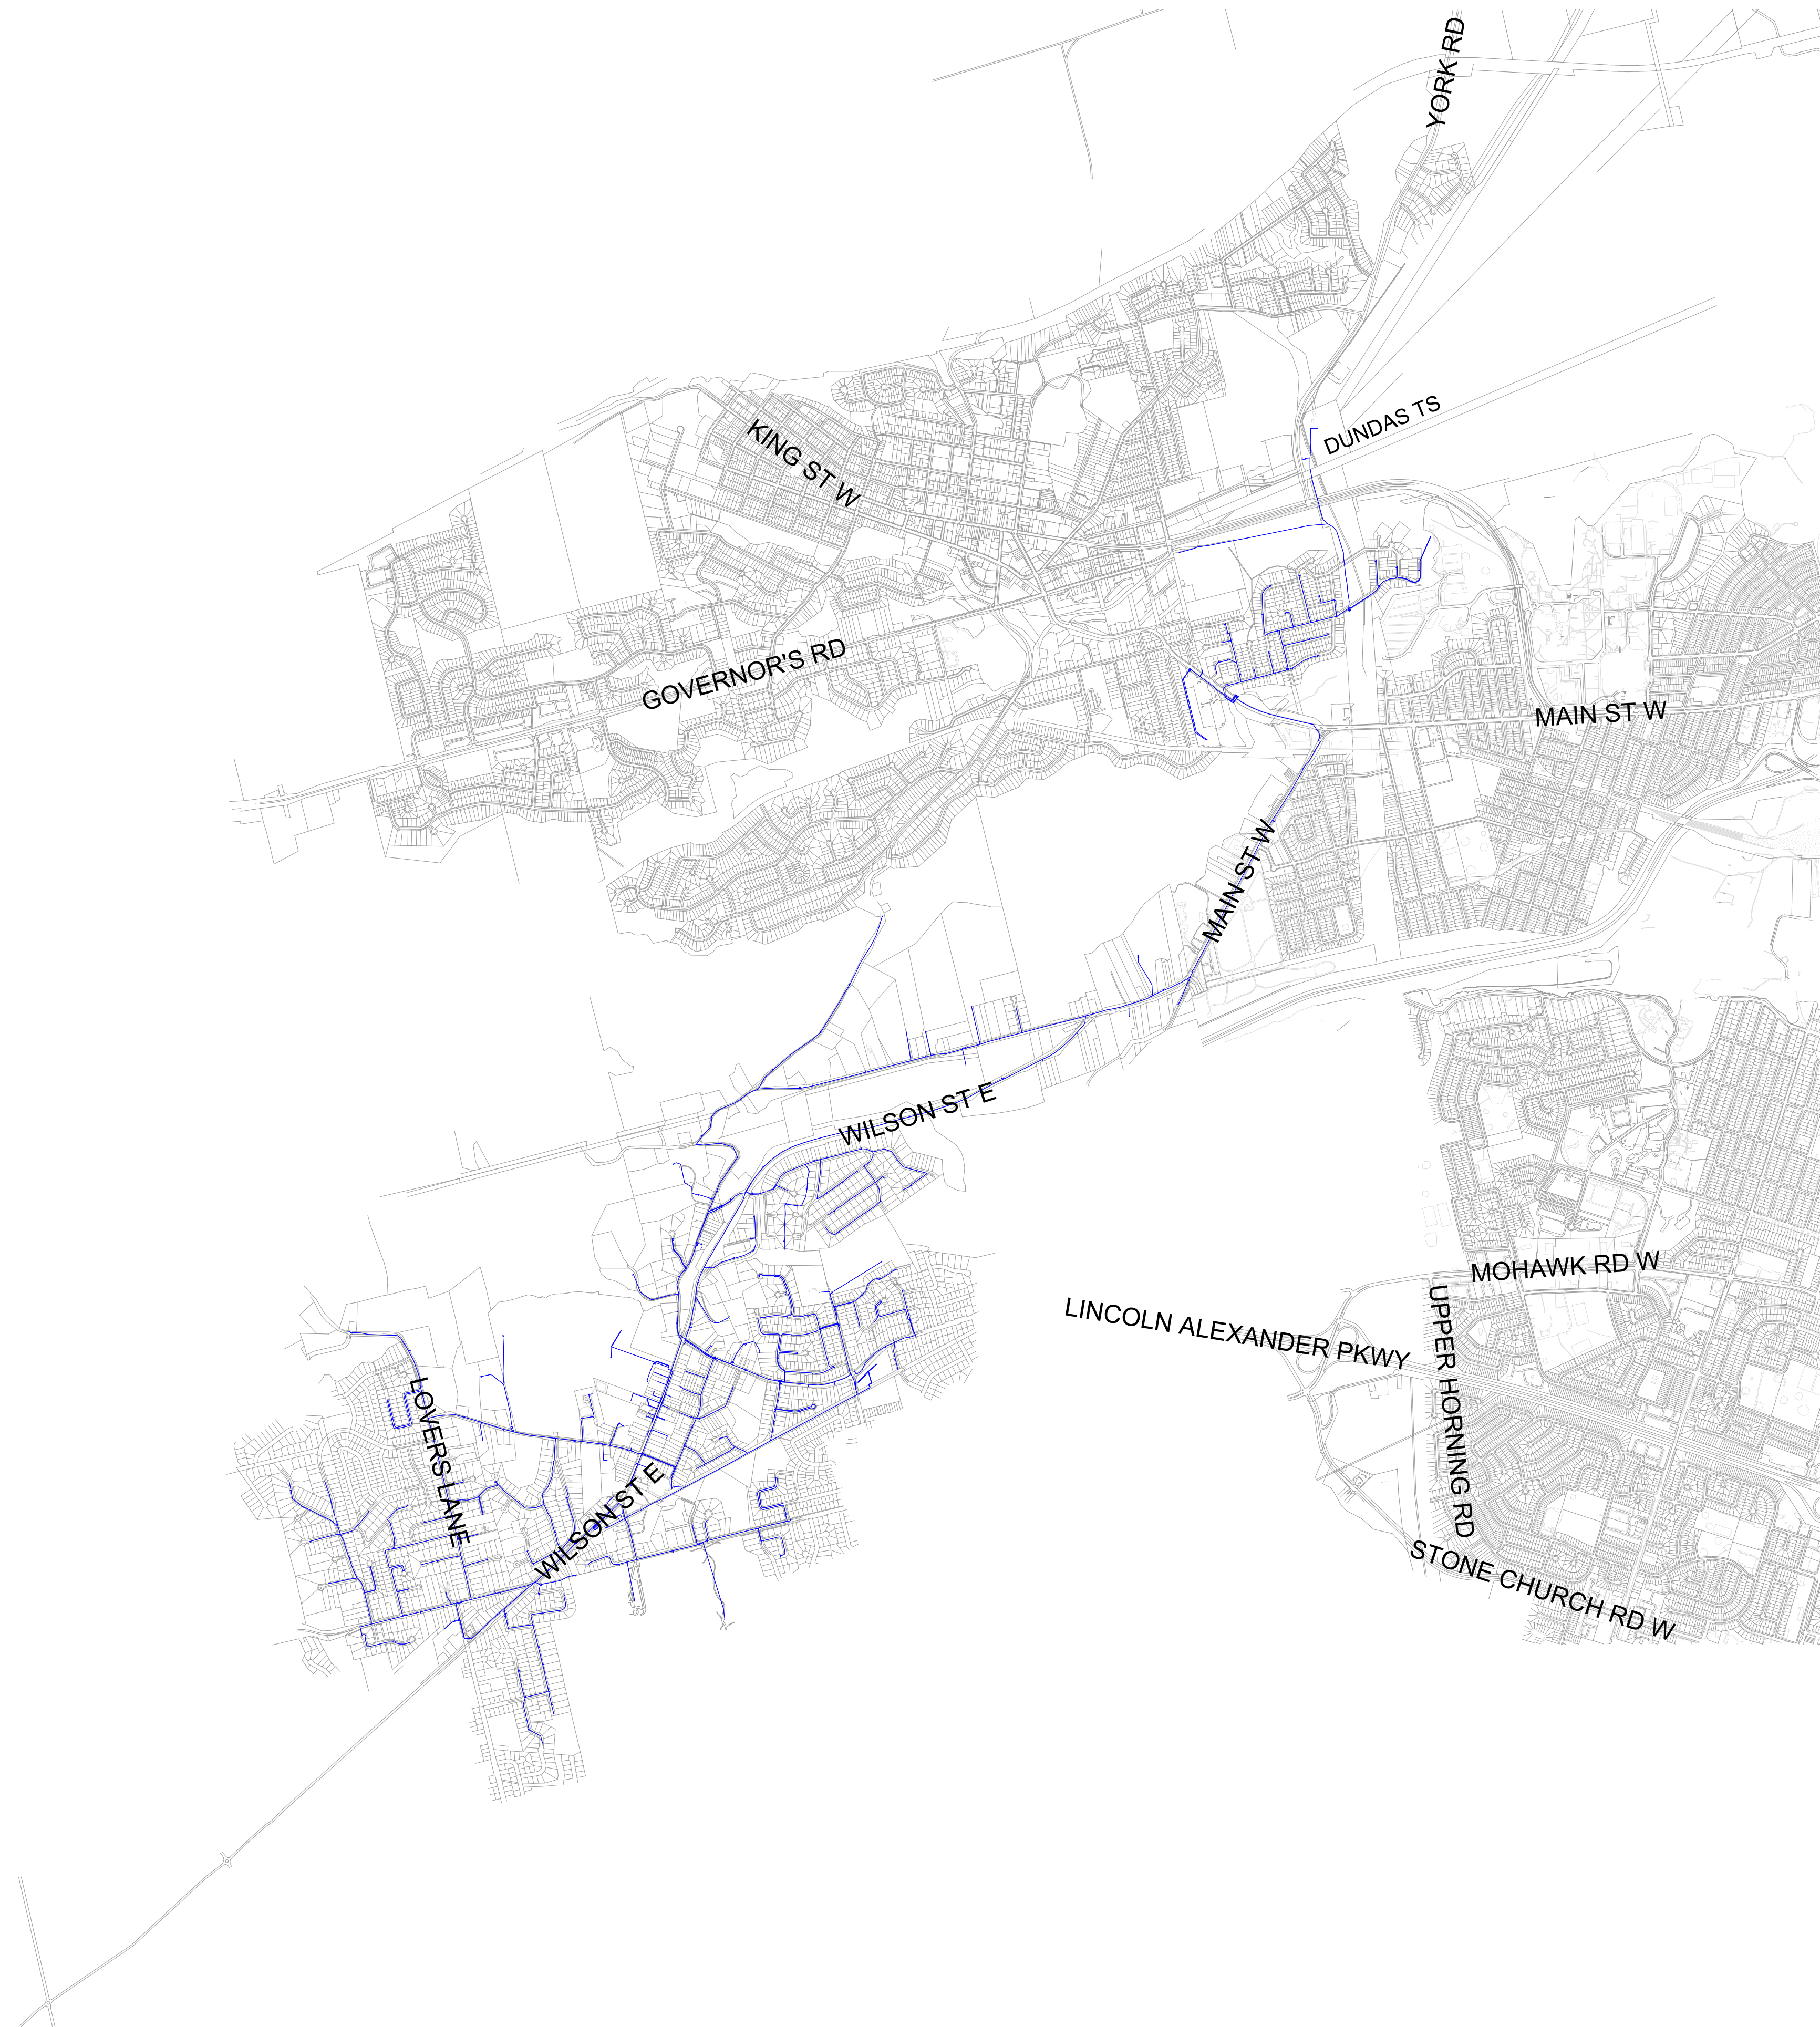 YORK RD
DUNDAS TS
KING ST W
GOVERNOR'S RD
MAIN ST W
MAIN ST W
WILSON ST E
MOHAWK RD W
LINCOLN ALEXANDER PKWY
UPPER HORNING RD
LOVERS LANE
WILSON ST E
STONE CHURCH RD W